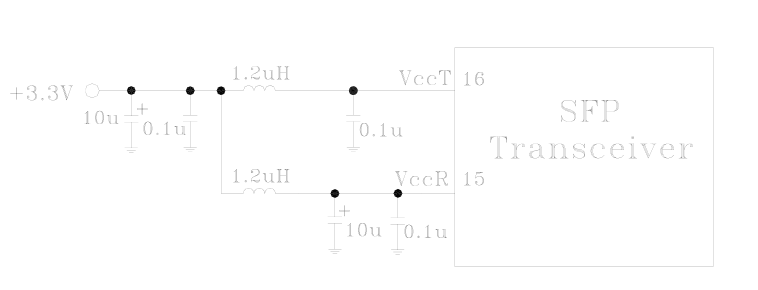 1.2uH
VccT 16
+3.3V
10u +
0.1u
0.1u
SFP
Transceiver
1.2uH
VccR 15
+
10u
0.1u